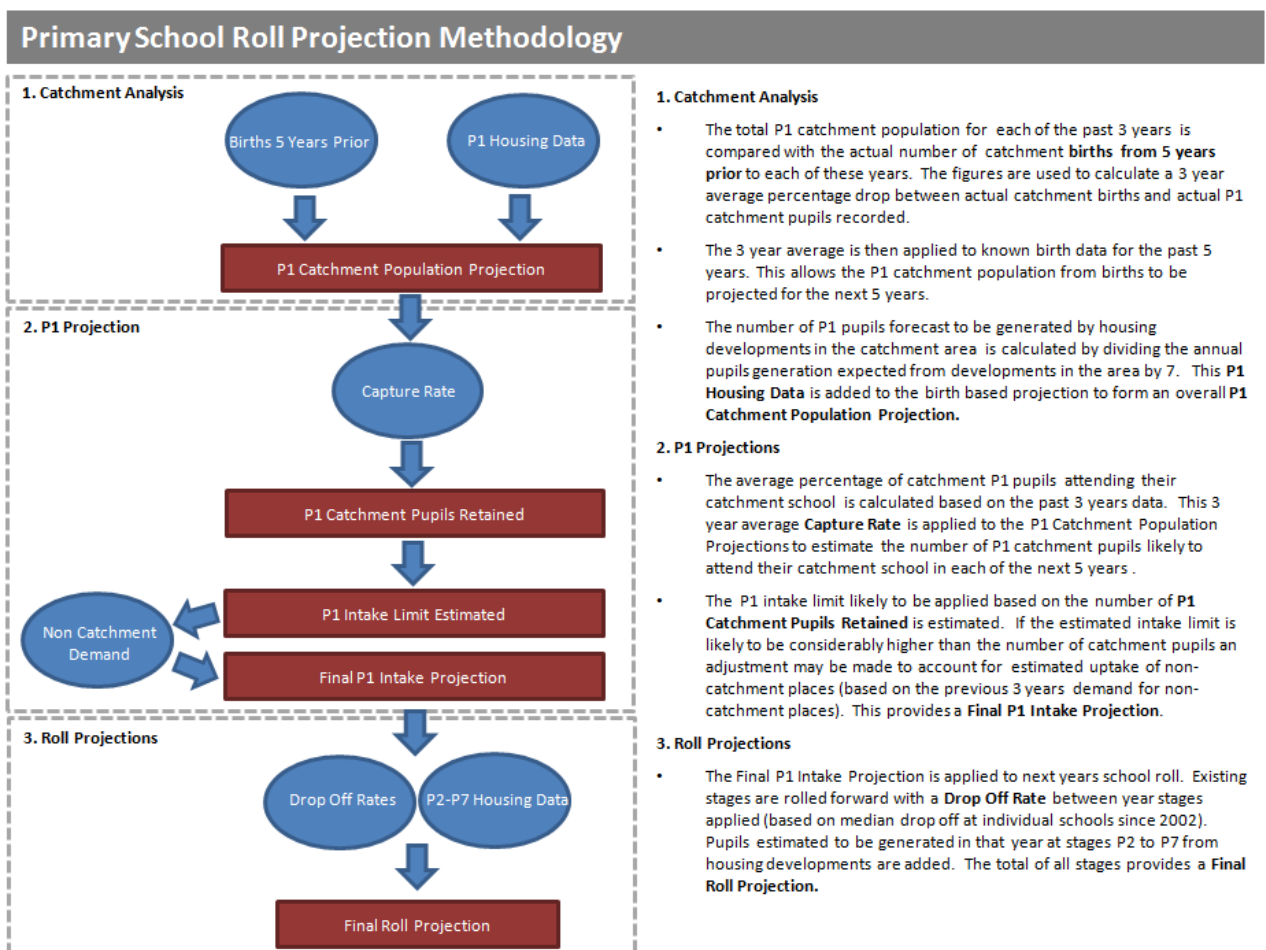 Primary School Roll Projection Methodology
1. Catchment Analysis
Births 5 Years Prior
P1 Housing Data
P1 Catchment Population Projection
2. P1 Projection
Capture Rate
P1 Catchment Pupils Retained
P1 Intake Limit Estimated
Non Catchment
Demand
Final P1 Intake Projection
3. Roll Projections
Drop Off Rates
P2-P7 Housing Data
Final Roll Projection
1. Catchment Analysis
• The total P1 catchment population for each of the past 3 years is
compared with the actual number of catchment births from 5 years
prior to each of these years. The figures are used to calculate a 3 year
average percentage drop between actual catchment births and actual P1
catchment pupils recorded.
• The 3 year average is then applied to known birth data for the past 5
years. This allows the P1 catchment population from births to be
projected for the next 5 years.
• The number of P1 pupils forecast to be generated by housing
developments in the catchment area is calculated by dividing the annual
pupils generation expected from developments in the area by 7. This P1
Housing Data is added to the birth based projection to form an overall P1
Catchment Population Projection.
2. P1 Projections
• The average percentage of catchment P1 pupils attending their
catchment school is calculated based on the past 3 years data. This 3
year average Capture Rate is applied to the P1 Catchment Population
Projections to estimate the number of P1 catchment pupils likely to
attend their catchment school in each of the next 5 years .
• The P1 intake limit likely to be applied based on the number of P1
Catchment Pupils Retained is estimated. If the estimated intake limit is
likely to be considerably higher than the number of catchment pupils an
adjustment may be made to account for estimated uptake of non-
catchment places (based on the previous 3 years demand for non-
catchment places). This provides a Final P1 Intake Projection.
3. Roll Projections
• The Final P1 Intake Projection is applied to next years school roll. Existing
stages are rolled forward with a Drop Off Rate between year stages
applied (based on median drop off at individual schools since 2002).
Pupils estimated to be generated in that year at stages P2 to P7 from
housing developments are added. The total of all stages provides a Final
Roll Projection.